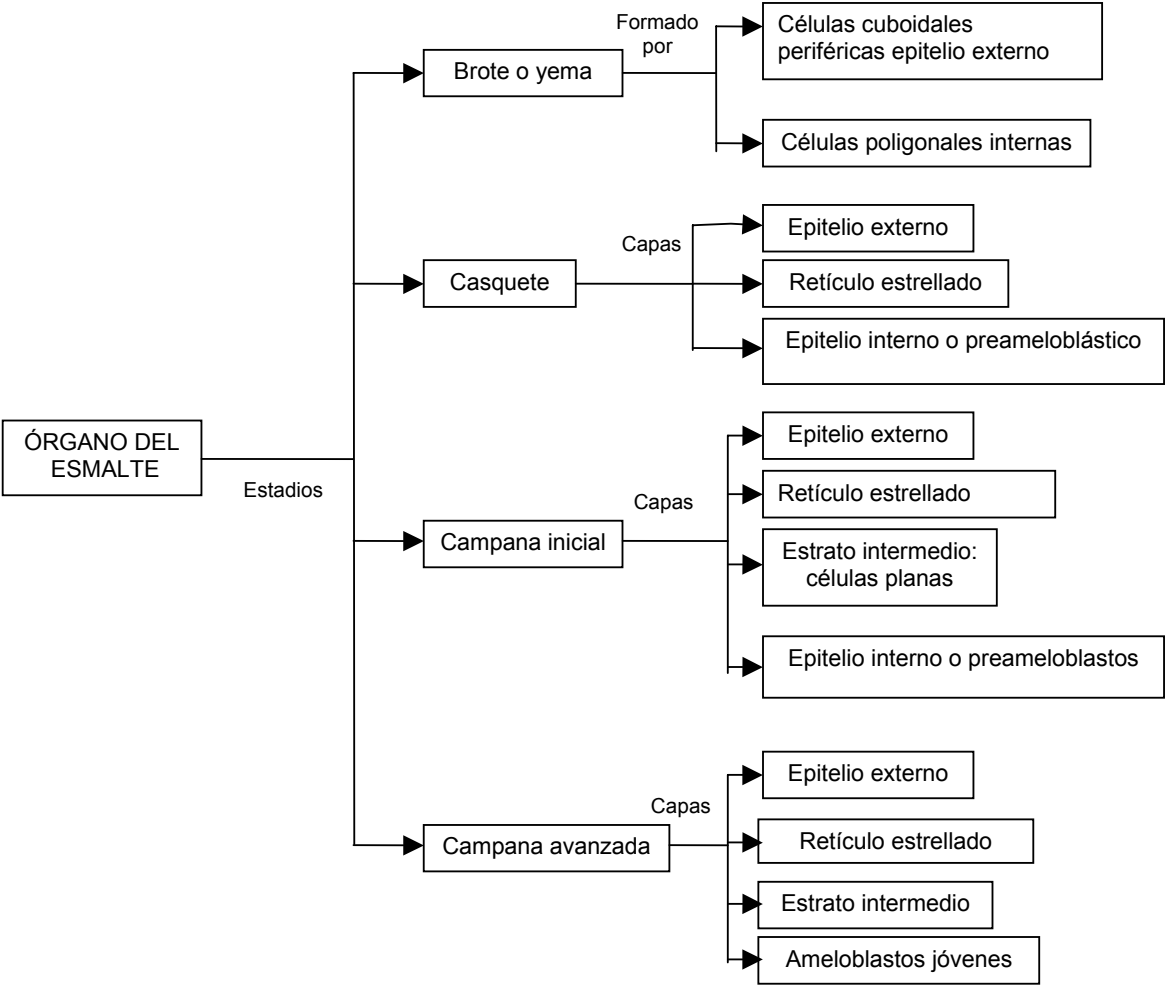 ÓRGANO DEL
ESMALTE
Estadios
Brote o yema
Formado
por
Células cuboidales
periféricas epitelio externo
Células poligonales internas
Casquete
Capas
Epitelio externo
Retículo estrellado
Epitelio interno o preameloblástico
Campana inicial
Capas
Epitelio externo
Retículo estrellado
Estrato intermedio:
células planas
Epitelio interno o preameloblastos
Campana avanzada
Capas
Epitelio externo
Retículo estrellado
Estrato intermedio
Ameloblastos jóvenes